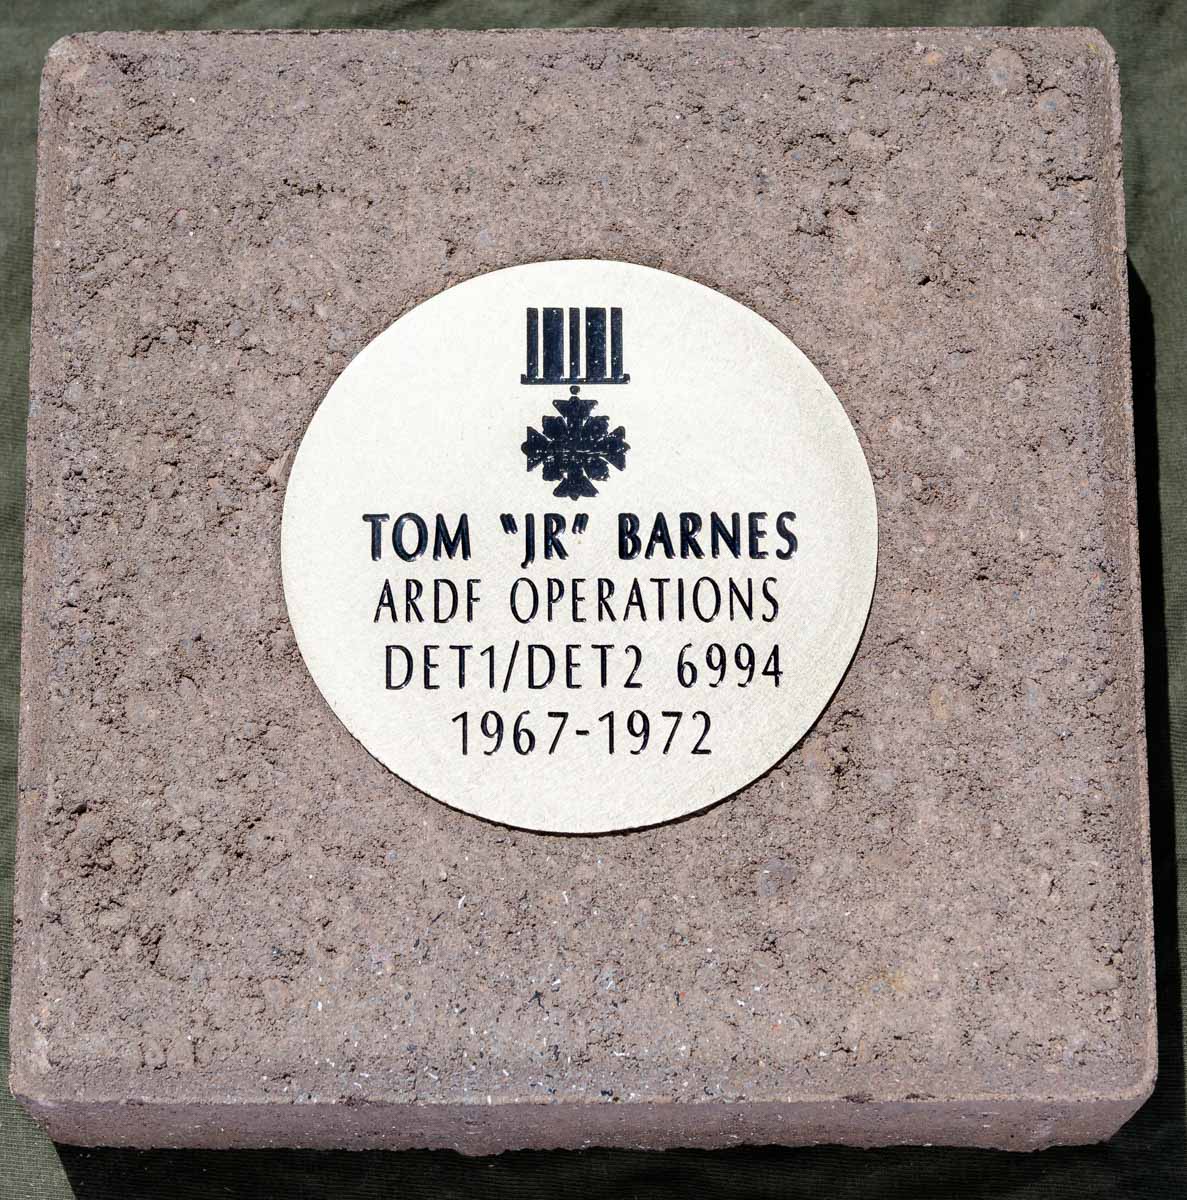 TOM "JR" BARNES
ARDF OPERATIONS
DET1/DET2 6994
1967-1972